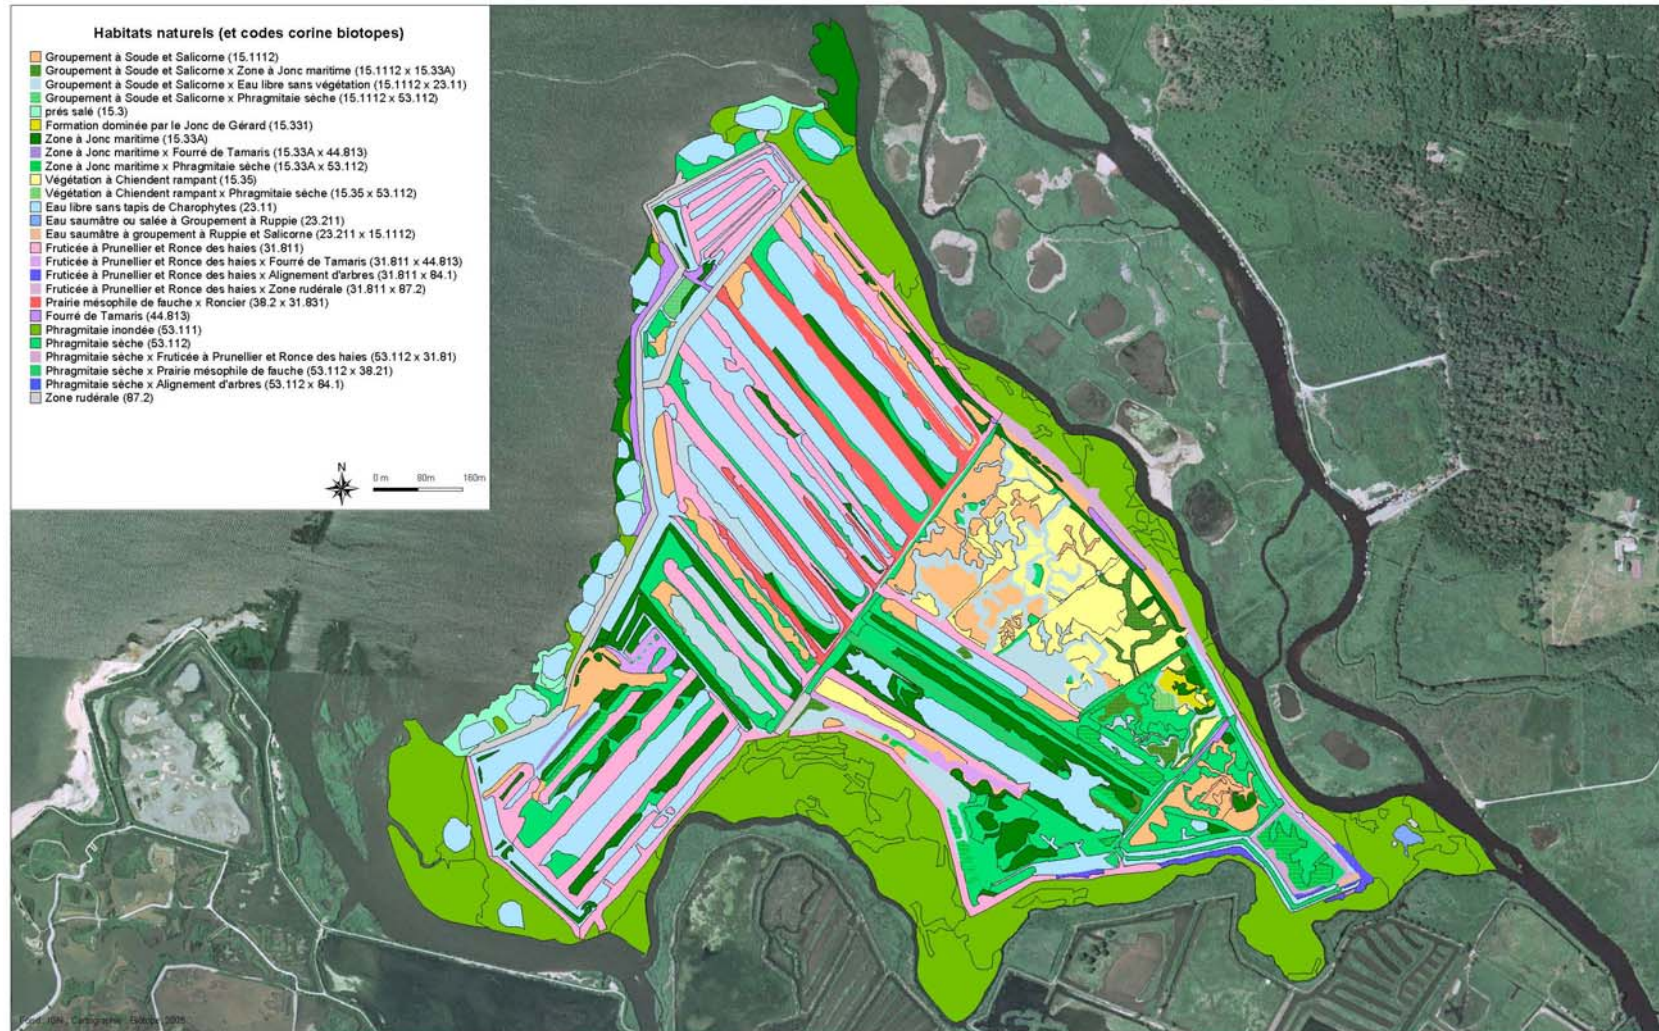 Habitats naturels (et codes corine biotopes)
Groupement à Soude et Salicorne (15.1112)
Groupement à Soude et Salicorne x Zone à Jonc maritime (15.1112 x 15.33A)
Groupement à Soude et Salicorne x Eau libre sans végétation (15.1112 x 23.11)
Groupement à Soude et Salicorne x Phragmitaie sèche (15.1112 x 53.112)
prés salé (15.3)
Formation dominée par le Jonc de Gérard (15.331)
Zone à Jonc maritime (15.33A)
Zone à Jonc maritime x Fourré de Tamaris (15.33A x 44.813)
Zone à Jonc maritime x Phragmitaie sèche (15.33A x 53.112)
Végétation à Chiendent rampant (15.35)
Végétation à Chiendent rampant x Phragmitaie sèche (15.35 x 53.112)
Eau libre sans tapis de Charophytes (23.11)
Eau saumâtre ou salée à Groupement à Ruppie (23.211)
Eau saumâtre à groupement à Ruppie et Salicorne (23.211 x 15.1112)
Fruticée à Prunellier et Ronce des haies (31.811)
Fruticée à Prunellier et Ronce des haies x Fourré de Tamaris (31.811 x 44.813)
Fruticée à Prunellier et Ronce des haies x Alignement d'arbres (31.811 x 84.1)
Fruticée à Prunellier et Ronce des haies x Zone rudérale (31.811 x 87.2)
Prairie mésophile de fauche x Roncier (38.2 x 31.831)
Fourré de Tamaris (44.813)
Phragmitaie inondée (53.111)
Phragmitaie sèche (53.112)
Phragmitaie sèche x Fruticée à Prunellier et Ronce des haies (53.112 x 31.81)
Phragmitaie sèche x Prairie mésophile de fauche (53.112 x 38.21)
Phragmitaie sèche x Alignement d'arbres (53.112 x 84.1)
Zone rudérale (87.2)
N
0 m 80m 160m
Fond : IGN, Cartographie : Biotope, 2005